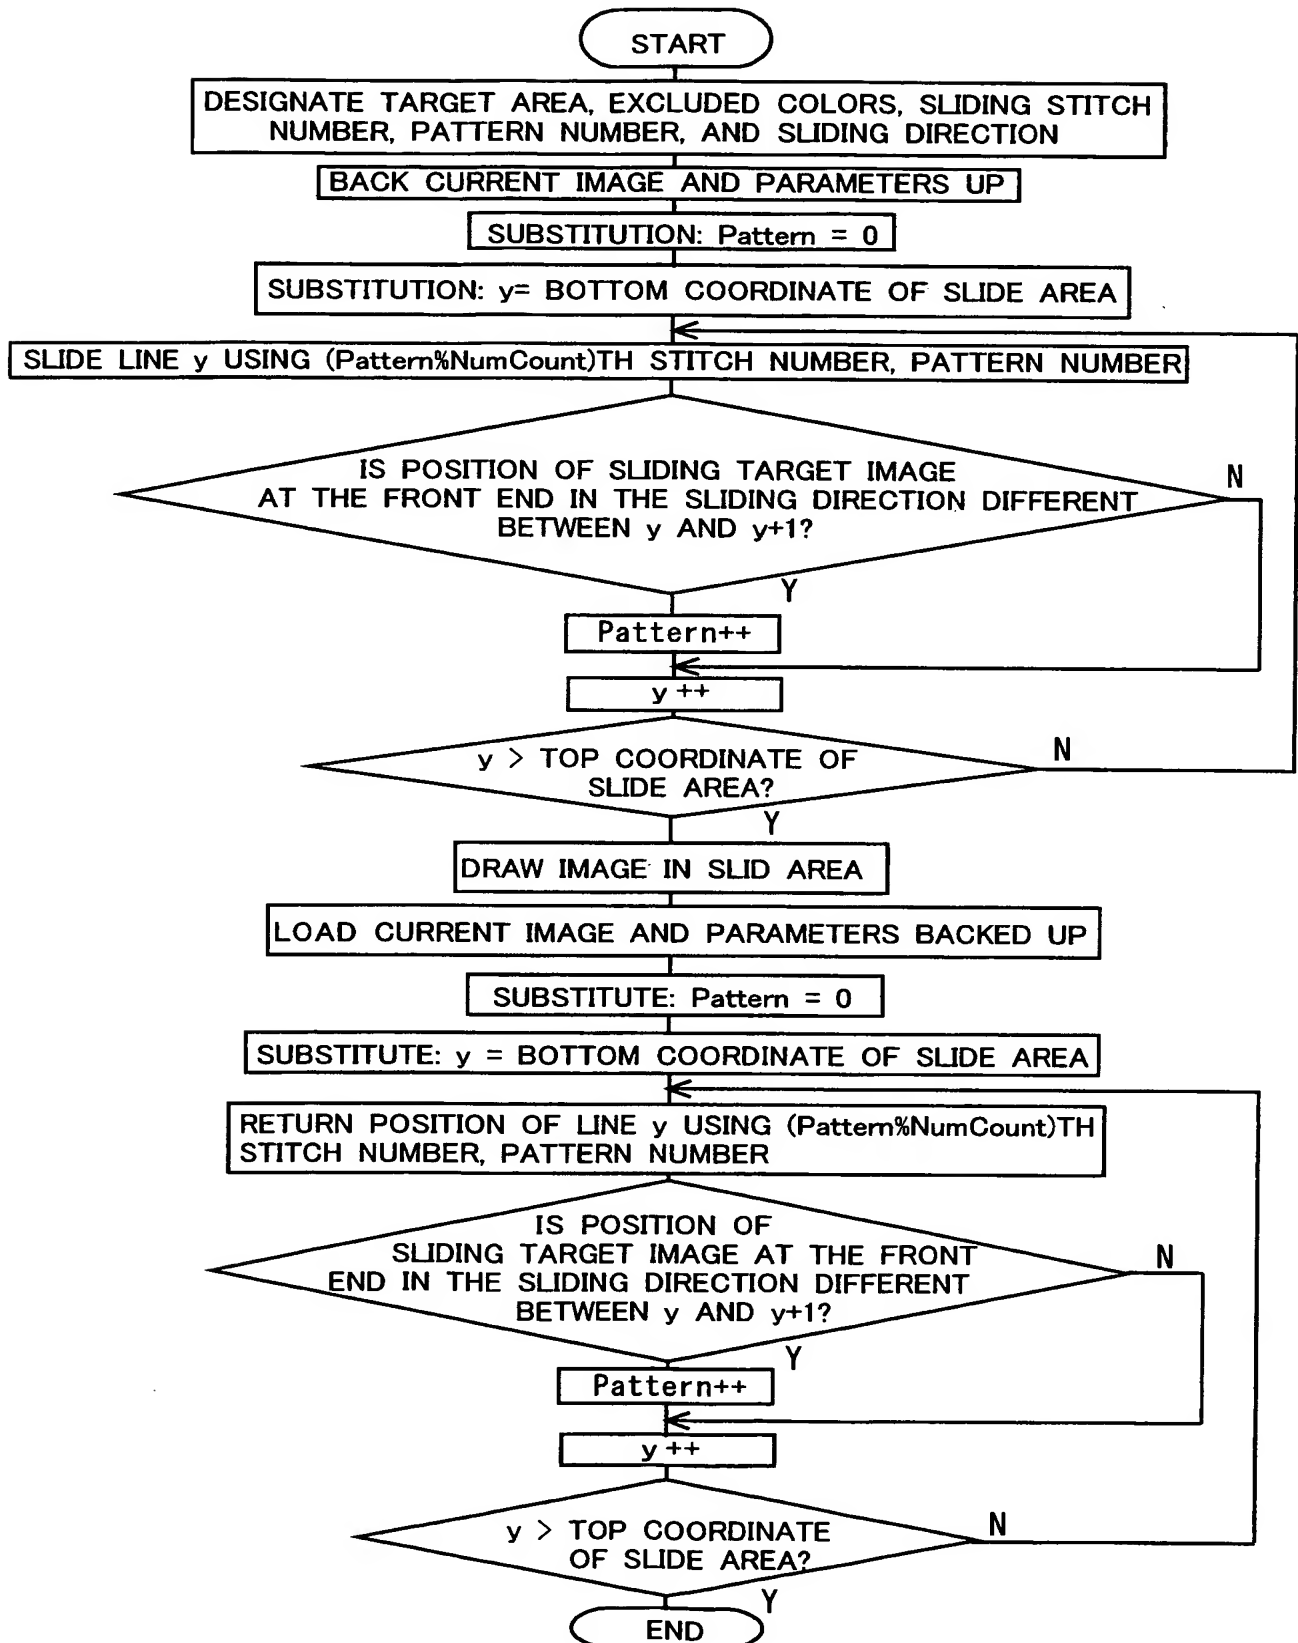 START
DESIGNATE TARGET AREA, EXCLUDED COLORS, SLIDING STITCH
NUMBER, PATTERN NUMBER, AND SLIDING DIRECTION
BACK CURRENT IMAGE AND PARAMETERS UP
SUBSTITUTION: Pattern = 0
SUBSTITUTION: y= BOTTOM COORDINATE OF SLIDE AREA
SLIDE LINE y USING (Pattern%NumCount)TH STITCH NUMBER, PATTERN NUMBER
IS POSITION OF SLIDING TARGET IMAGE
AT THE FRONT END IN THE SLIDING DIRECTION DIFFERENT
BETWEEN y AND y+1?
N
Y
Pattern++
y ++
y > TOP COORDINATE OF
SLIDE AREA?
N
Y
DRAW IMAGE IN SLID AREA
LOAD CURRENT IMAGE AND PARAMETERS BACKED UP
SUBSTITUTE: Pattern = 0
SUBSTITUTE: y = BOTTOM COORDINATE OF SLIDE AREA
RETURN POSITION OF LINE y USING (Pattern%NumCount)TH
STITCH NUMBER, PATTERN NUMBER
IS POSITION OF
SLIDING TARGET IMAGE AT THE FRONT
END IN THE SLIDING DIRECTION DIFFERENT
BETWEEN y AND y+1?
N
Y
Pattern++
y ++
y > TOP COORDINATE
OF SLIDE AREA?
N
Y
END